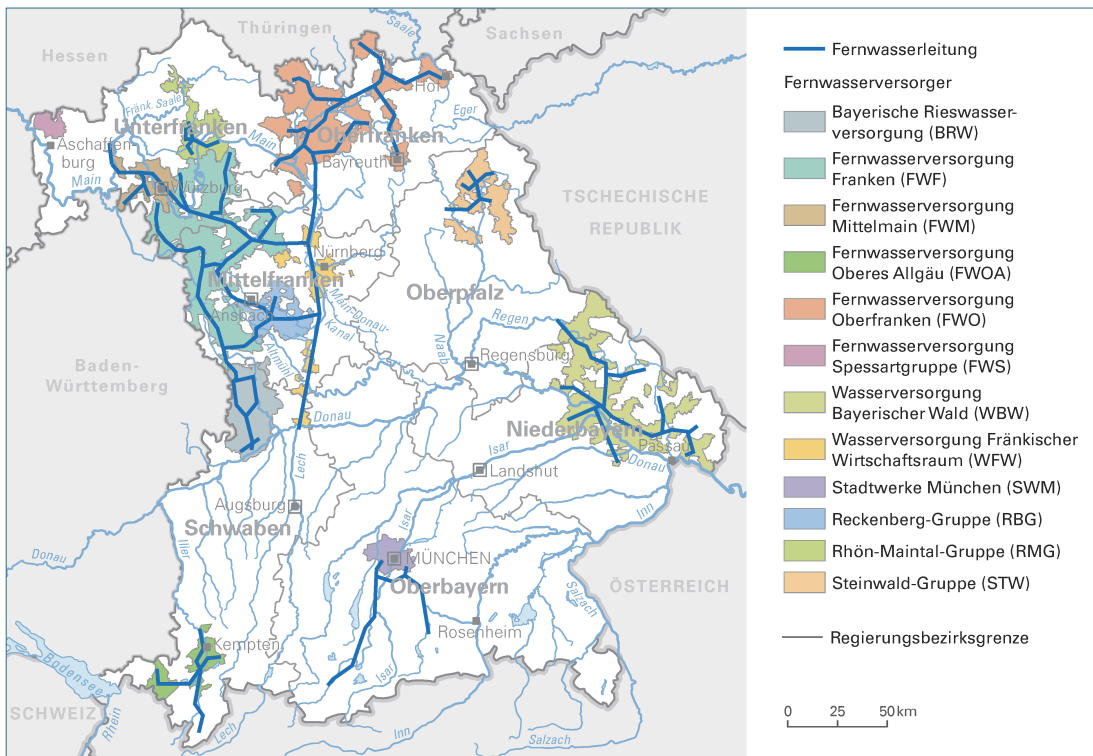 Thüringen
Saale
Sachsen
Hessen
Hof
Fränk. Saale
Eger
Unterfranken
Main
Oberfranken
Aschaffen-
burg
Bayreuth
Main
Würzburg
TSCHECHISCHE
REPUBLIK
Nürnberg
Mittelfranken
Oberpfalz
Main-Donau-
Kanal
Ansbach
Regen
Altmühl
Naab
Regensburg
Baden-
Württemberg
Donau
Niederbayern
Isar
Passau
Donau
Lech
Landshut
Augsburg
Isar
Inn
Schwaben
Donau
Iller
MÜNCHEN
Oberbayern
ÖSTERREICH
Salzach
Rosenheim
Kempten
Bodensee
Isar
SCHWEIZ
Rhein
Lech
Salzach
Fernwasserleitung
Fernwasserversorger
Bayerische Rieswasser-
versorgung (BRW)
Fernwasserversorgung
Franken (FWF)
Fernwasserversorgung
Mittelmain (FWM)
Fernwasserversorgung
Oberes Allgäu (FWOA)
Fernwasserversorgung
Oberfranken (FWO)
Fernwasserversorgung
Spessartgruppe (FWS)
Wasserversorgung
Bayerischer Wald (WBW)
Wasserversorgung Fränkischer
Wirtschaftsraum (WFW)
Stadtwerke München (SWM)
Reckenberg-Gruppe (RBG)
Rhön-Maintal-Gruppe (RMG)
Steinwald-Gruppe (STW)
Regierungsbezirksgrenze
0 25 50 km